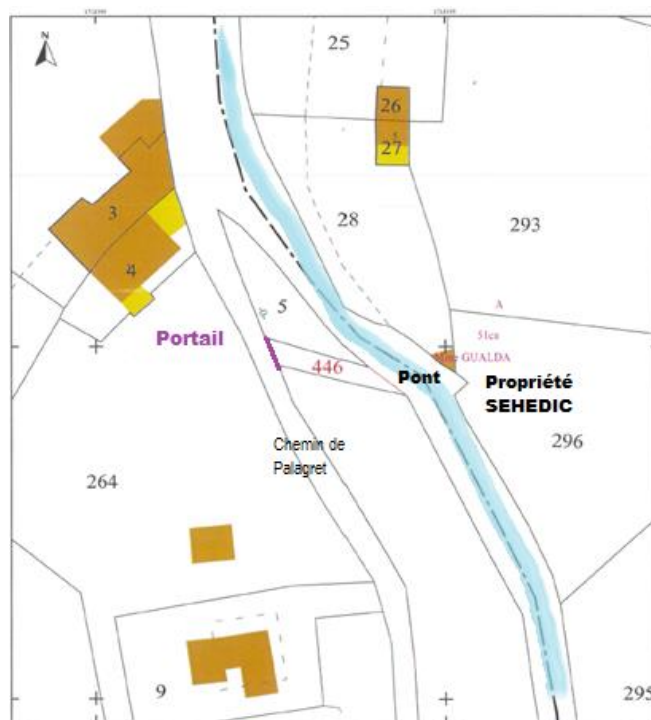 N
25
26
27
28
293
3
4
5
A
51ca
Portail
446
Mme GUALDA
Pont
Propriété
SEHEDIC
296
Chemin de
Palagret
264
9
295